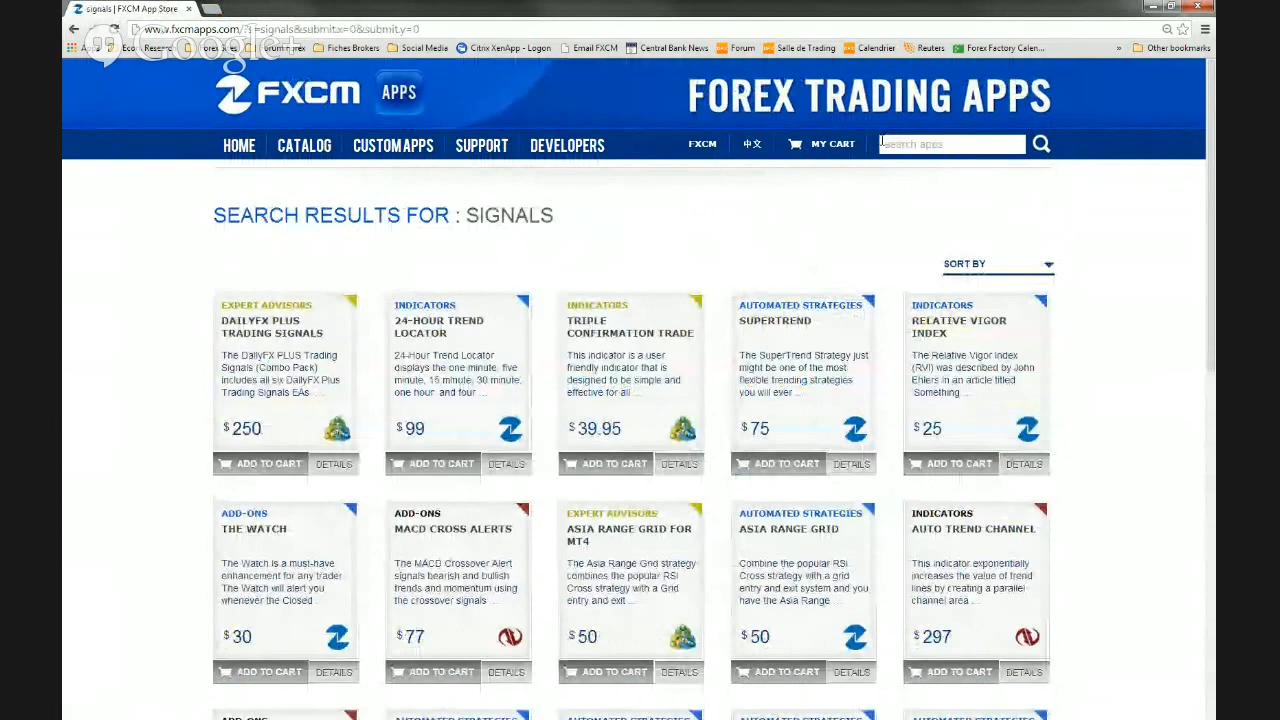 signals | FXCM App Store
www.fxcmapps.com/?s=signals&submit.x=0&submit.y=0
Google+
Fiches Brokers
Social Media
Citrix XenApp - Logon
Email FXCM
Central Bank News
Forum
Salle de Trading
Calendrier
Reuters
Forex Factory Calen...
»
Other bookmarks
FXCM APPS
FOREX TRADING APPS
HOME CATALOG CUSTOM APPS SUPPORT DEVELOPERS FXCM 中文 MY CART Search apps
SEARCH RESULTS FOR : SIGNALS
SORT BY
EXPERT ADVISORS
DAILYFX PLUS
TRADING SIGNALS
The DailyFX PLUS Trading
Signals (Combo Pack)
includes all six DailyFX Plus
Trading Signals EAs ...
$ 250
ADD TO CART DETAILS
INDICATORS
24-HOUR TREND
LOCATOR
24-Hour Trend Locator
displays the one minute, five
minute, 15 minute, 30 minute,
one hour and four ...
$ 99
ADD TO CART DETAILS
INDICATORS
TRIPLE
CONFIRMATION TRADE
This indicator is a user
friendly indicator that is
designed to be simple and
effective for all ...
$ 39.95
ADD TO CART DETAILS
AUTOMATED STRATEGIES
SUPERTREND
The SuperTrend Strategy just
might be one of the most
flexible trending strategies
you will ever ...
$ 75
ADD TO CART DETAILS
INDICATORS
RELATIVE VIGOR
INDEX
The Relative Vigor Index
(RVI) was described by John
Ehlers in an article titled
Something ...
$ 25
ADD TO CART DETAILS
ADD-ONS
THE WATCH
The Watch is a must-have
enhancement for any trader.
The Watch will alert you
whenever the Closed ...
$ 30
ADD TO CART DETAILS
ADD-ONS
MACD CROSS ALERTS
The MACD Crossover Alert
signals bearish and bullish
trends and momentum using
the crossover signals ...
$ 77
ADD TO CART DETAILS
EXPERT ADVISORS
ASIA RANGE GRID FOR
MT4
The Asia Range Grid strategy
combines the popular RSI
Cross strategy with a Grid
entry and exit ...
$ 50
ADD TO CART DETAILS
AUTOMATED STRATEGIES
ASIA RANGE GRID
Combine the popular RSI
Cross strategy with a grid
entry and exit system and you
have the Asia Range ...
$ 50
ADD TO CART DETAILS
INDICATORS
AUTO TREND CHANNEL
This indicator exponentially
increases the value of trend
lines by creating a parallel
channel area ...
$ 297
ADD TO CART DETAILS